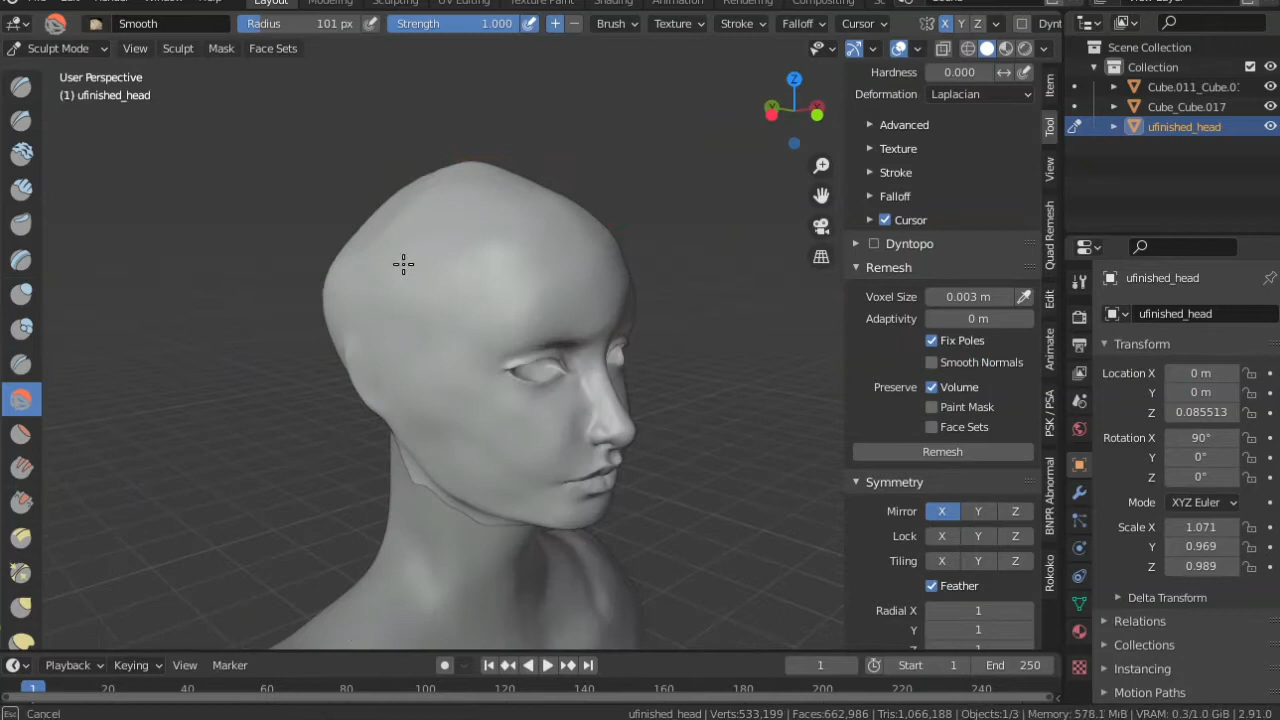 Layout Modeling Sculpting UV Editing Texture Paint Shading Animation Rendering Compositing
Smooth Radius 101 px Strength 1.000 Brush Texture Stroke Falloff Cursor X Y Z Dynt
Sculpt Mode View Sculpt Mask Face Sets
User Perspective
(1) ufinished_head
Z
Hardness 0.000
Deformation Laplacian
Advanced
Texture
Stroke
Falloff
Cursor
Dyntopo
Remesh
Voxel Size 0.003 m
Adaptivity 0 m
Fix Poles
Smooth Normals
Preserve Volume
Paint Mask
Face Sets
Remesh
Symmetry
Mirror X Y Z
Lock X Y Z
Tiling X Y Z
Feather
Radial X 1
Y 1
Item
Tool
View
Quad Remesh
Edit
Animate
PSK / PSA
BNPR Abnormal
Rokoko
Scene Collection
Collection
Cube.011_Cube.0
Cube_Cube.017
ufinished_head
ufinished_head
ufinished_head
Transform
Location X 0 m
Y 0 m
Z 0.085513
Rotation X 90°
Y 0°
Z 0°
Mode XYZ Euler
Scale X 1.071
Y 0.969
Z 0.989
Delta Transform
Relations
Collections
Instancing
Motion Paths
Playback Keying View Marker 1 Start 1 End 250
1 20 40 60 80 100 120 140 160 180 200 220 240
Esc Cancel ufinished_head | Verts:533,199 | Faces:662,986 | Tris:1,066,188 | Objects:1/3 | Memory: 578.1 MiB | VRAM: 0.3/1.0 GiB | 2.91.0